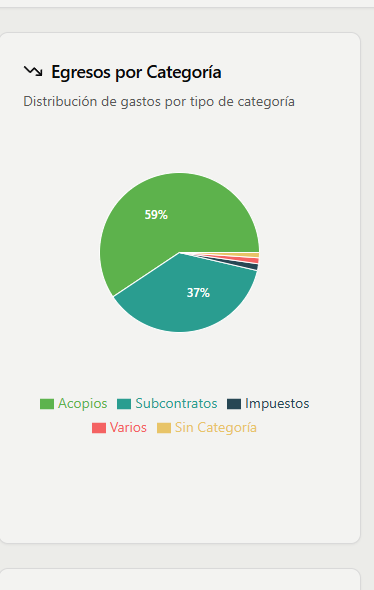 Egresos por Categoría
Distribución de gastos por tipo de categoría
59%
37%
Acopios Subcontratos Impuestos
Varios Sin Categoría